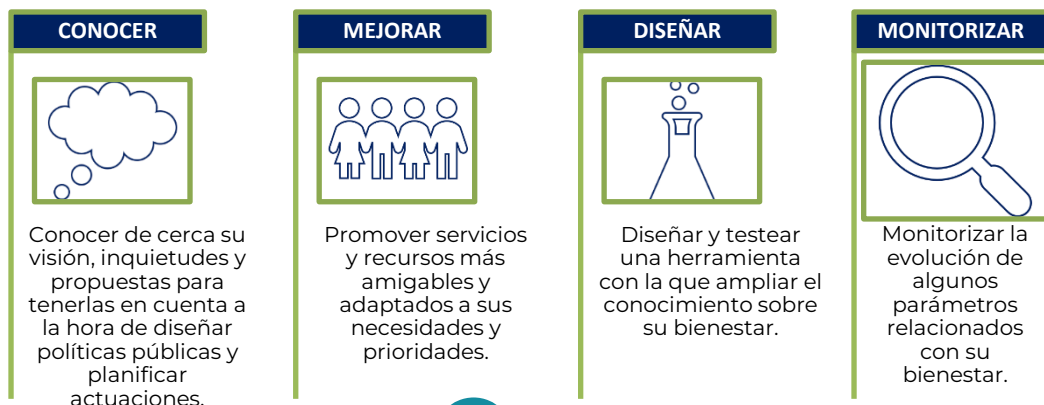 CONOCER
Conocer de cerca su
visión, inquietudes y
propuestas para
tenerlas en cuenta a
la hora de diseñar
políticas públicas y
planificar
actuaciones.
MEJORAR
Promover servicios
y recursos más
amigables y
adaptados a sus
necesidades y
prioridades.
DISEÑAR
Diseñar y testear
una herramienta
con la que ampliar el
conocimiento sobre
su bienestar.
MONITORIZAR
Monitorizar la
evolución de
algunos
parámetros
relacionados
con su
bienestar.